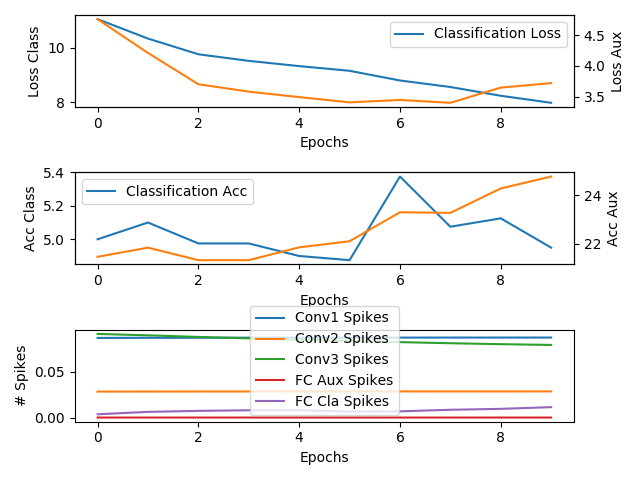 Loss Class
10
8
Classification Loss
4.5
4.0
3.5
Loss Aux
0 2 4 6 8
Epochs
Acc Class
5.4
5.2
5.0
Classification Acc
24
22
Acc Aux
0 2 4 6 8
Epochs
# Spikes
0.05
0.00
Conv1 Spikes
Conv2 Spikes
Conv3 Spikes
FC Aux Spikes
FC Cla Spikes
0 2 4 6 8
Epochs